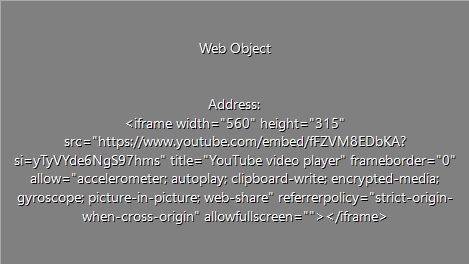 Web Object
Address:
<iframe width="560" height="315"
src="https://www.youtube.com/embed/fFZVM8EDbKA?
si=yTyVYde6NgS97hms" title="YouTube video player" frameborder="0"
allow="accelerometer; autoplay; clipboard-write; encrypted-media;
gyroscope; picture-in-picture; web-share" referrerpolicy="strict-origin-
when-cross-origin" allowfullscreen=""></iframe>